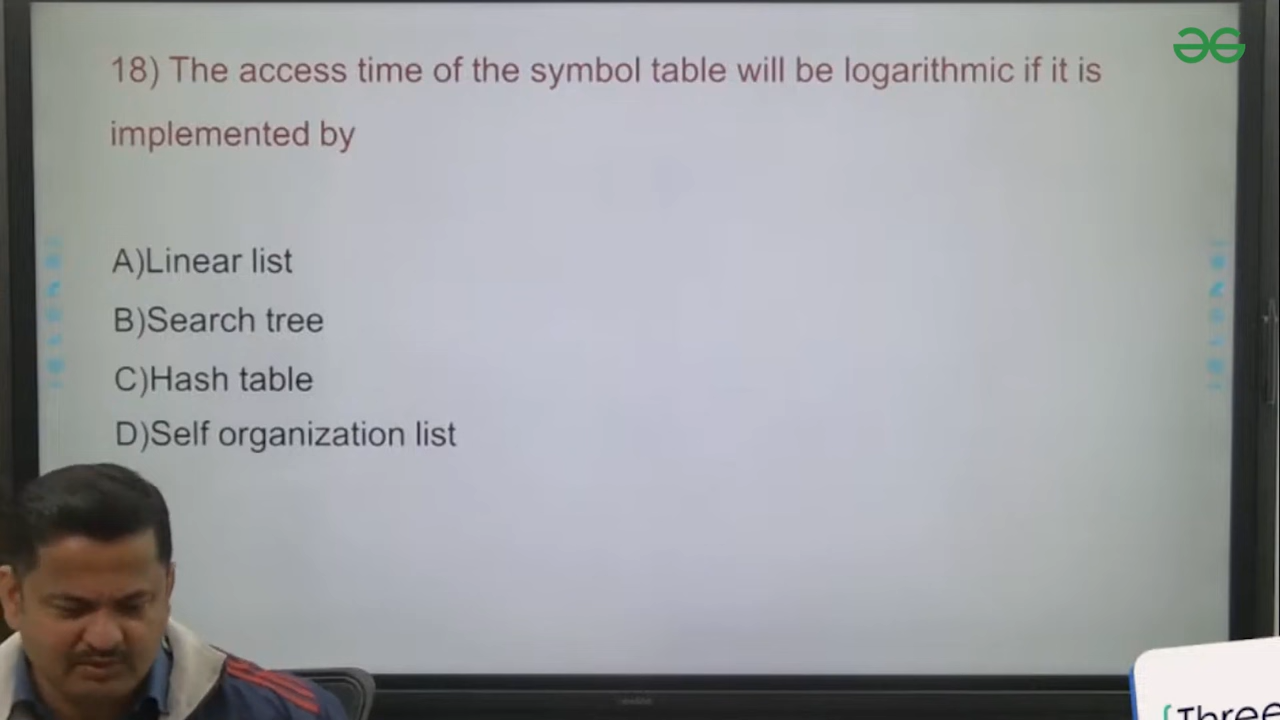 18) The access time of the symbol table will be logarithmic if it is
implemented by
A)Linear list
B)Search tree
C)Hash table
D)Self organization list
{Three